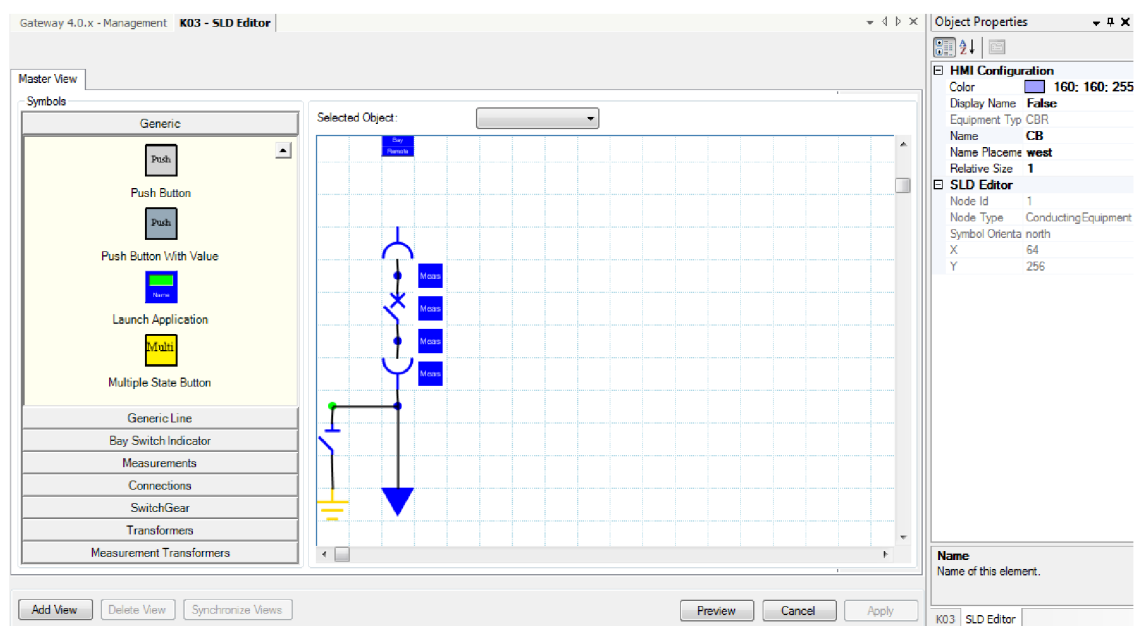 Gateway 4.0.x - Management K03 - SLD Editor
Master View
Symbols
Generic
Push
Push Button
Push
Push Button With Value
Name
Launch Application
Multi
Multiple State Button
Generic Line
Bay Switch Indicator
Measurements
Connections
SwitchGear
Transformers
Measurement Transformers
Selected Object:
Bay
Remote
Meas
Meas
Meas
Meas
Add View Delete View Synchronize Views
Preview Cancel Apply
Object Properties
HMI Configuration
Color 160; 160; 255
Display Name False
Equipment Typ CBR
Name CB
Name Placeme west
Relative Size 1
SLD Editor
Node Id 1
Node Type ConductingEquipment
Symbol Orienta north
X 64
Y 256
Name
Name of this element.
K03 SLD Editor